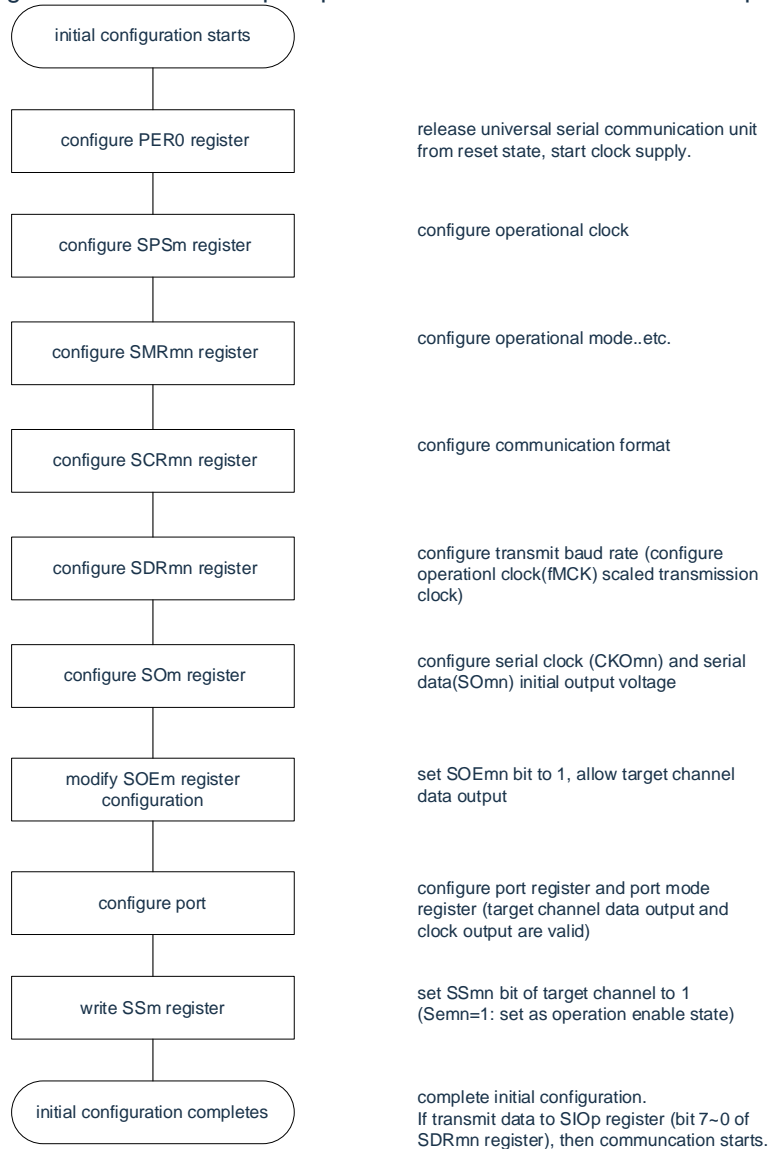 initial configuration starts
configure PER0 register
release universal serial communication unit
from reset state, start clock supply.
configure SPSm register
configure operational clock
configure SMRmn register
configure operational mode..etc.
configure SCRmn register
configure communication format
configure SDRmn register
configure transmit baud rate (configure
operationl clock(fMCK) scaled transmission
clock)
configure SOm register
configure serial clock (CKOmn) and serial
data(SOmn) initial output voltage
modify SOEm register
configuration
set SOEmn bit to 1, allow target channel
data output
configure port
configure port register and port mode
register (target channel data output and
clock output are valid)
write SSm register
set SSmn bit of target channel to 1
(Semn=1: set as operation enable state)
initial configuration completes
complete initial configuration.
If transmit data to SIOp register (bit 7~0 of
SDRmn register), then communcation starts.